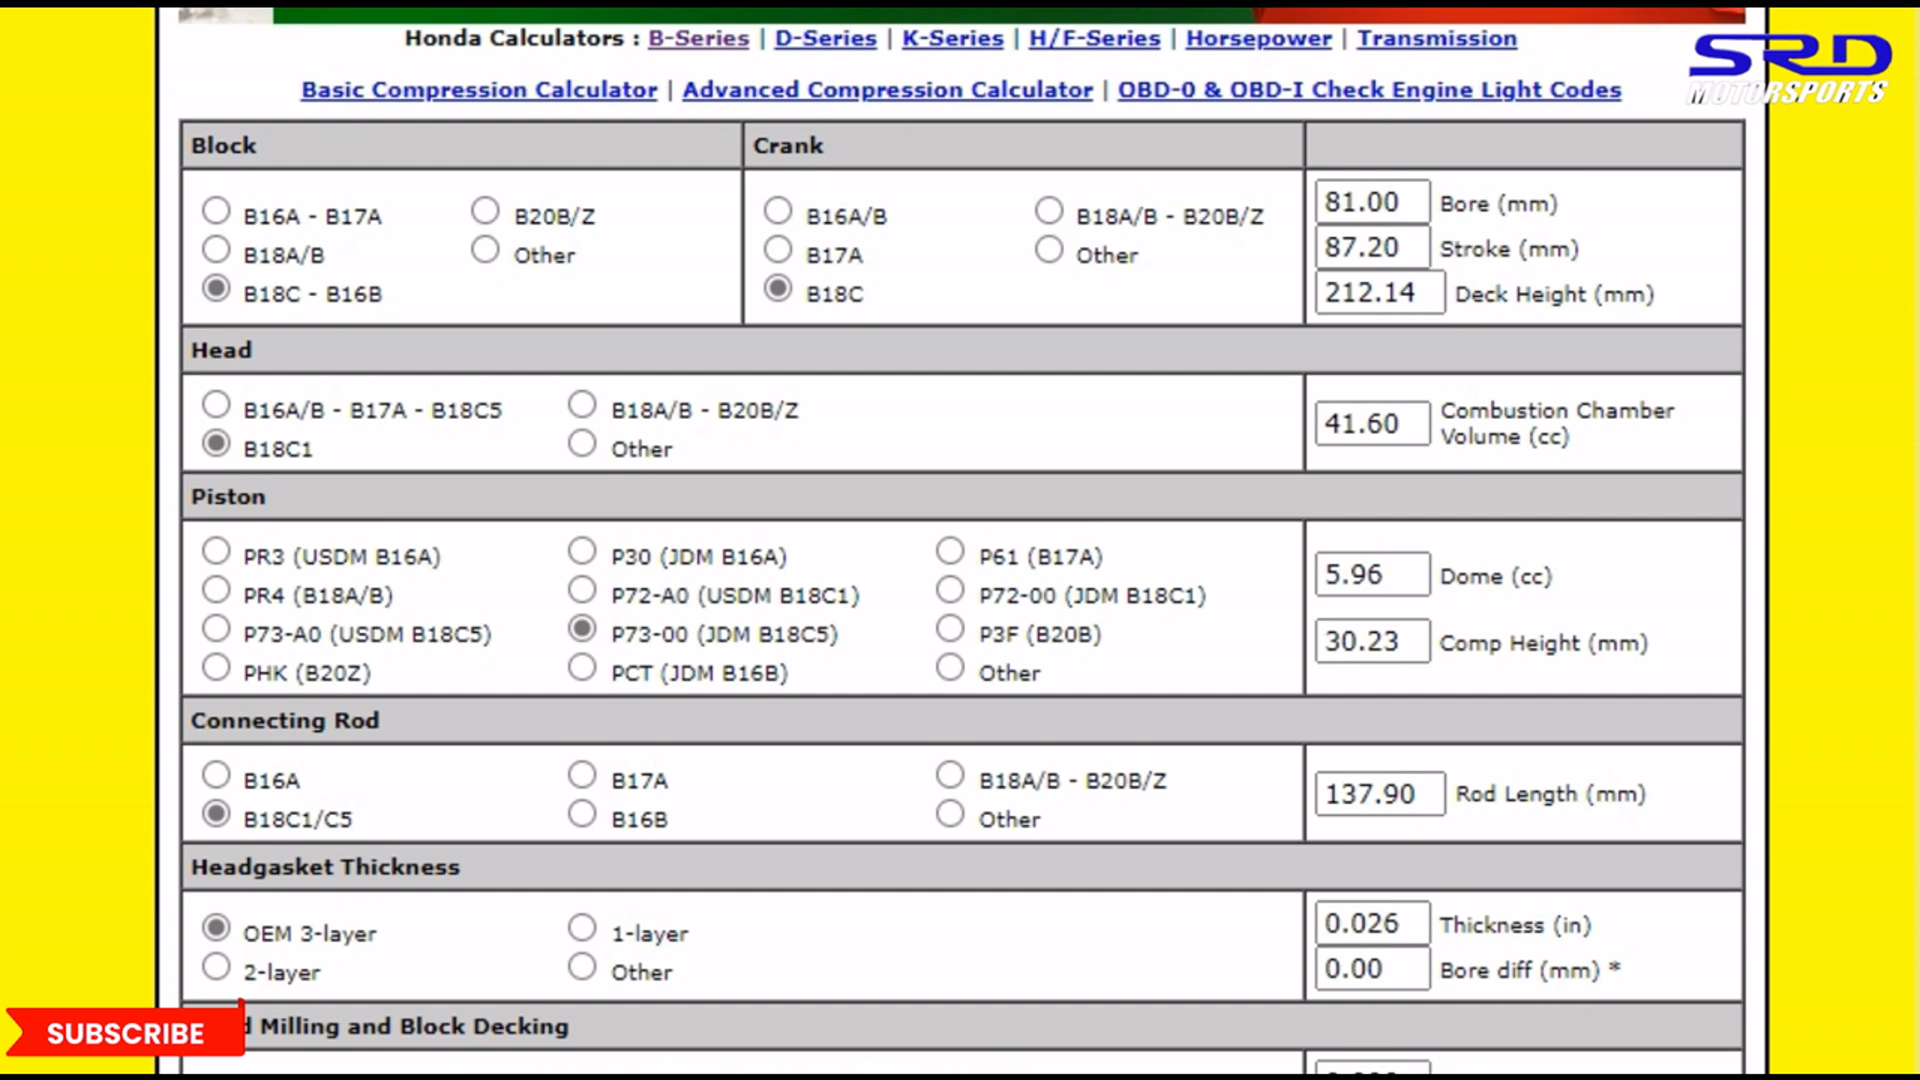 Honda Calculators : B-Series | D-Series | K-Series | H/F-Series | Horsepower | Transmission
SRD
MOTORSPORTS
Basic Compression Calculator | Advanced Compression Calculator | OBD-0 & OBD-I Check Engine Light Codes
Block Crank
B16A - B17A B20B/Z B16A/B B18A/B - B20B/Z 81.00 Bore (mm)
B18A/B Other B17A Other 87.20 Stroke (mm)
B18C - B16B B18C 212.14 Deck Height (mm)
Head
B16A/B - B17A - B18C5 B18A/B - B20B/Z 41.60 Combustion Chamber
B18C1 Other Volume (cc)
Piston
PR3 (USDM B16A) P30 (JDM B16A) P61 (B17A) 5.96 Dome (cc)
PR4 (B18A/B) P72-A0 (USDM B18C1) P72-00 (JDM B18C1)
P73-A0 (USDM B18C5) P73-00 (JDM B18C5) P3F (B20B) 30.23 Comp Height (mm)
PHK (B20Z) PCT (JDM B16B) Other
Connecting Rod
B16A B17A B18A/B - B20B/Z 137.90 Rod Length (mm)
B18C1/C5 B16B Other
Headgasket Thickness
OEM 3-layer 1-layer 0.026 Thickness (in)
2-layer Other 0.00 Bore diff (mm) *
d Milling and Block Decking
SUBSCRIBE